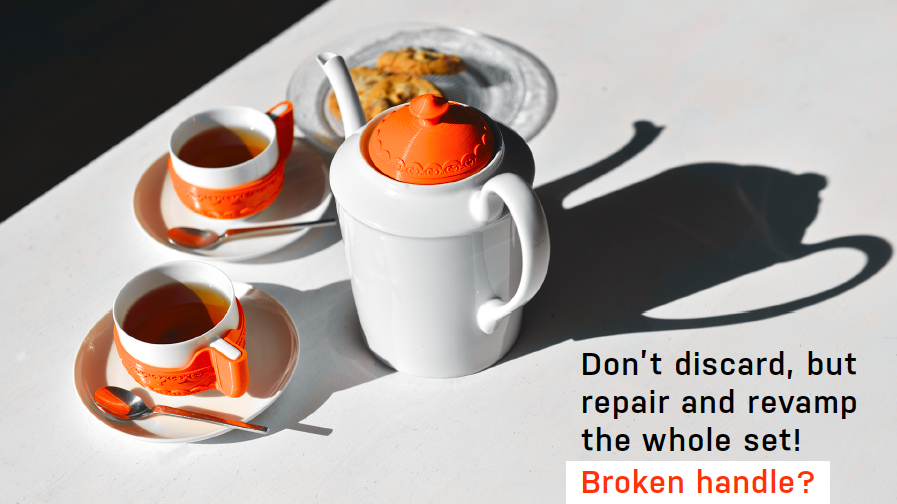 Don't discard, but
repair and revamp
the whole set!
Broken handle?